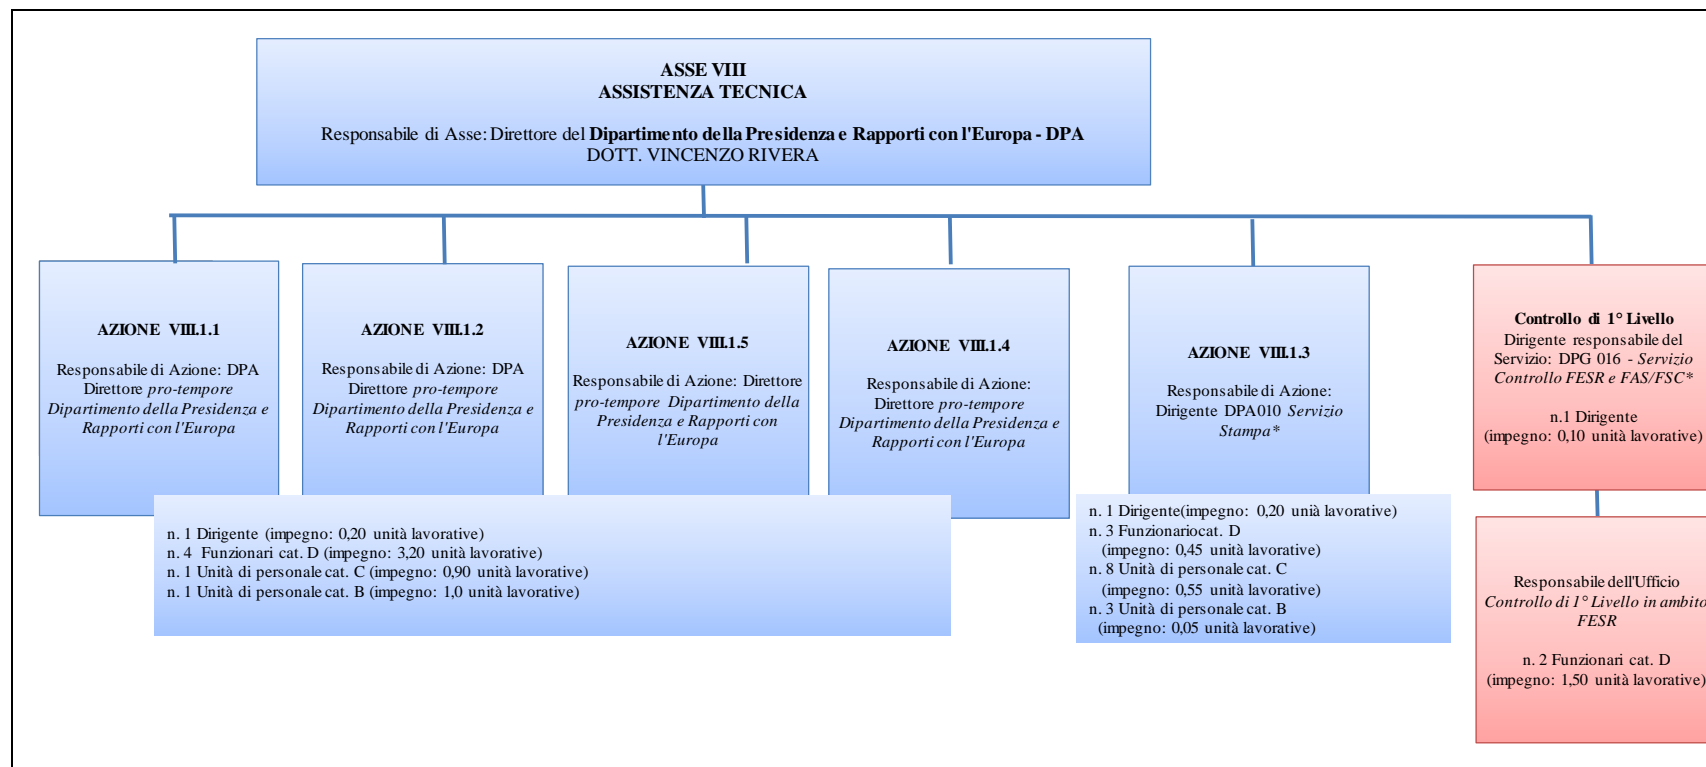 ASSE VIII
ASSISTENZA TECNICA
Responsabile di Asse: Direttore del Dipartimento della Presidenza e Rapporti con l'Europa - DPA
DOTT. VINCENZO RIVERA
AZIONE VIII.1.1
Responsabile di Azione: DPA
Direttore pro-tempore
Dipartimento della Presidenza e
Rapporti con l'Europa
AZIONE VIII.1.2
Responsabile di Azione: DPA
Direttore pro-tempore
Dipartimento della Presidenza e
Rapporti con l'Europa
AZIONE VIII.1.5
Responsabile di Azione: Direttore
pro-tempore Dipartimento della
Presidenza e Rapporti con
l'Europa
AZIONE VIII.1.4
Responsabile di Azione:
Direttore pro-tempore
Dipartimento della Presidenza e
Rapporti con l'Europa
n. 1 Dirigente (impegno: 0,20 unità lavorative)
n. 4 Funzionari cat. D (impegno: 3,20 unità lavorative)
n. 1 Unità di personale cat. C (impegno: 0,90 unità lavorative)
n. 1 Unità di personale cat. B (impegno: 1,0 unità lavorative)
AZIONE VIII.1.3
Responsabile di Azione:
Dirigente DPA010 Servizio
Stampa*
n. 1 Dirigente(impegno: 0,20 unià lavorative)
n. 3 Funzionario cat. D
(impegno: 0,45 unità lavorative)
n. 8 Unità di personale cat. C
(impegno: 0,55 unità lavorative)
n. 3 Unità di personale cat. B
(impegno: 0,05 unità lavorative)
Controllo di 1° Livello
Dirigente responsabile del
Servizio: DPG 016 - Servizio
Controllo FESR e FAS/FSC*
n.1 Dirigente
(impegno: 0,10 unità lavorative)
Responsabile dell'Ufficio
Controllo di 1° Livello in ambito
FESR
n. 2 Funzionari cat. D
(impegno: 1,50 unità lavorative)